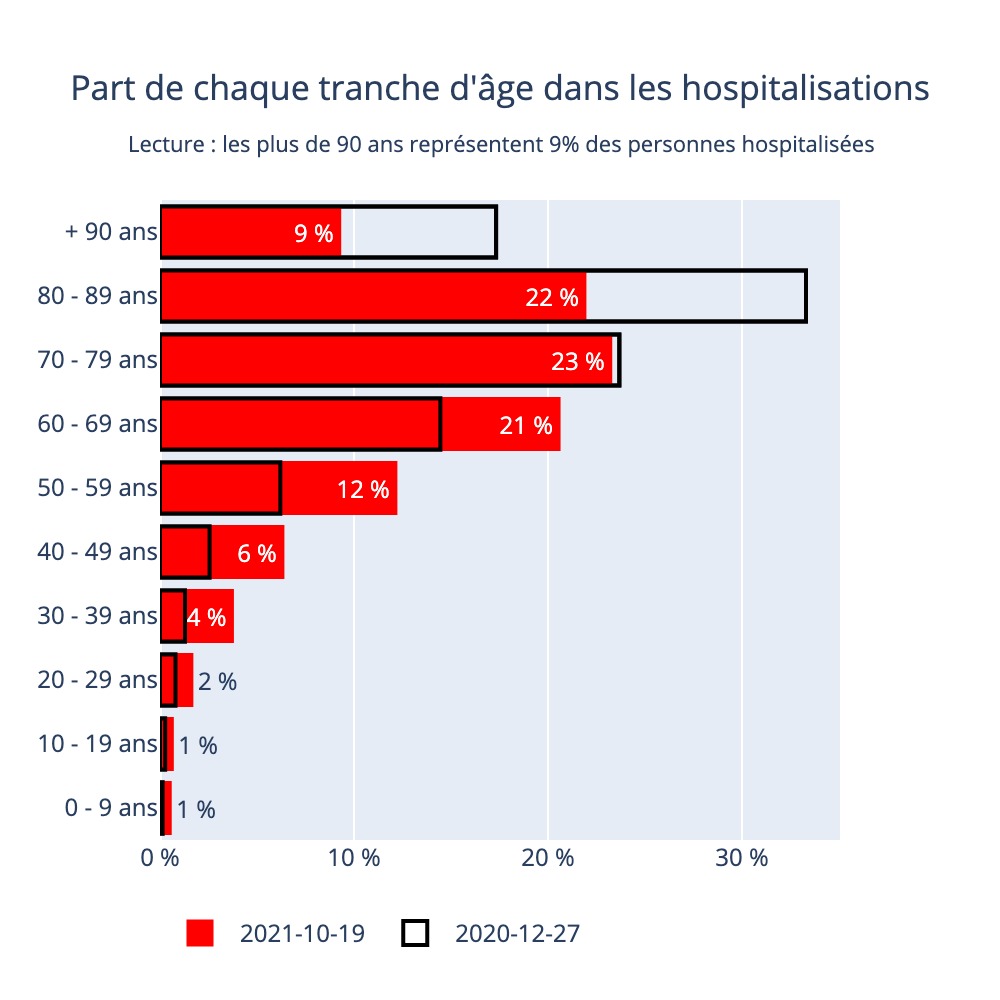 Part de chaque tranche d'âge dans les hospitalisations
Lecture : les plus de 90 ans représentent 9% des personnes hospitalisées
+ 90 ans 9 %
80 - 89 ans 22 %
70 - 79 ans 23 %
60 - 69 ans 21 %
50 - 59 ans 12 %
40 - 49 ans 6 %
30 - 39 ans 4 %
20 - 29 ans 2 %
10 - 19 ans 1 %
0 - 9 ans 1 %
0 % 10 % 20 % 30 %
2021-10-19 2020-12-27